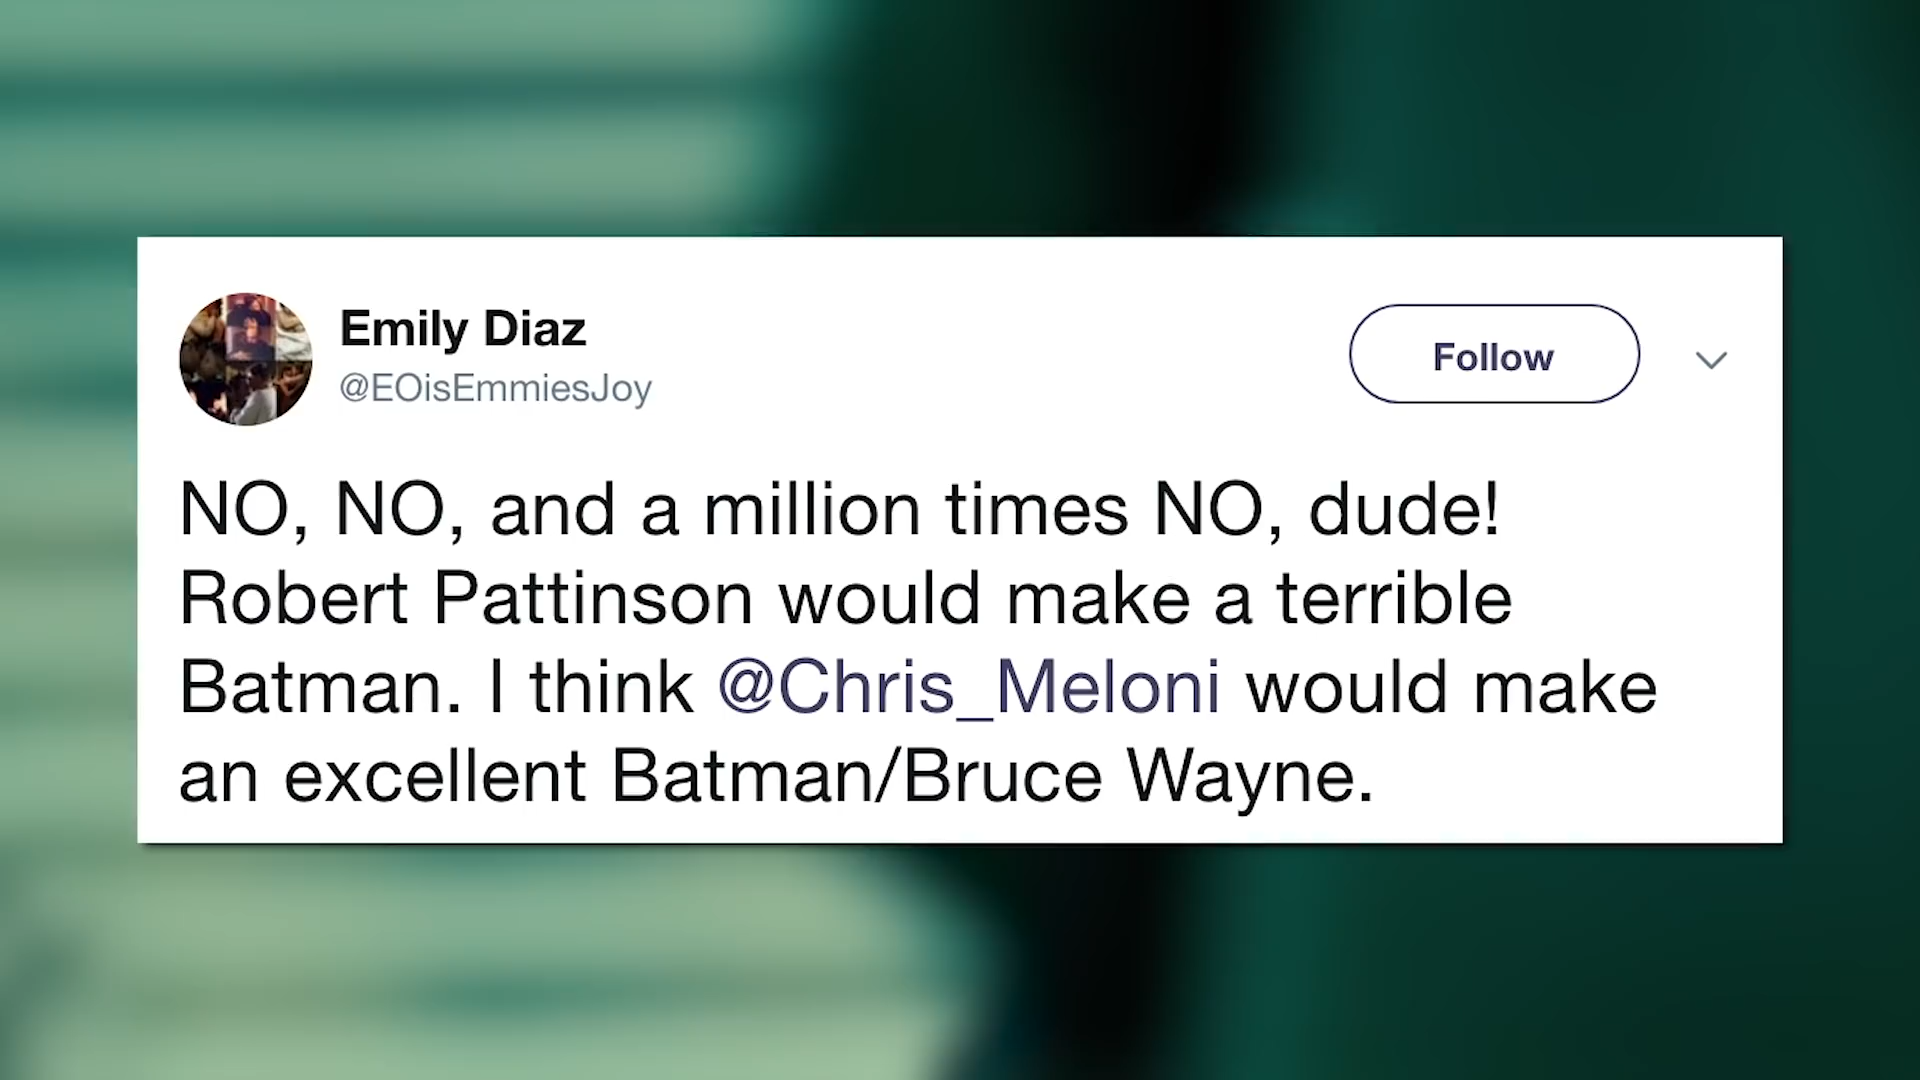 Emily Diaz
@EOisEmmiesJoy
Follow
NO, NO, and a million times NO, dude!
Robert Pattinson would make a terrible
Batman. I think @Chris_Meloni would make
an excellent Batman/Bruce Wayne.